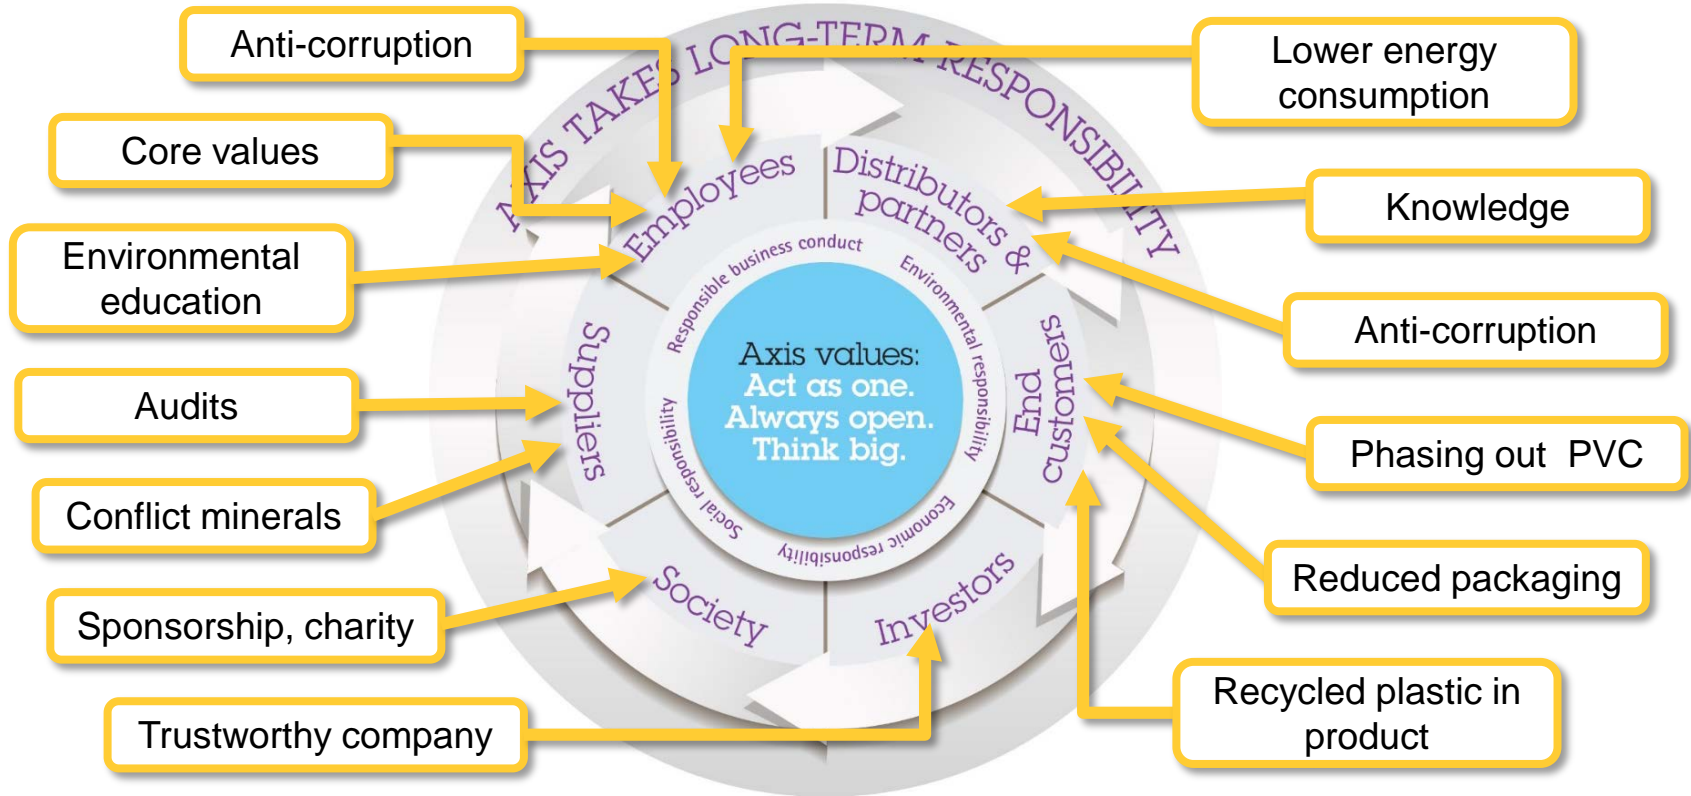 AXIS TAKES LONG-TERM RESPONSIBILITY
Anti-corruption
Core values
Environmental
education
Audits
Conflict minerals
Sponsorship, charity
Trustworthy company
Lower energy
consumption
Knowledge
Anti-corruption
Phasing out PVC
Reduced packaging
Recycled plastic in
product
Employees
Distributors &
partners
End
customers
Investors
Society
Suppliers
Responsible business conduct
Environmental responsibility
Economic responsibility
Social responsibility
Axis values:
Act as one.
Always open.
Think big.